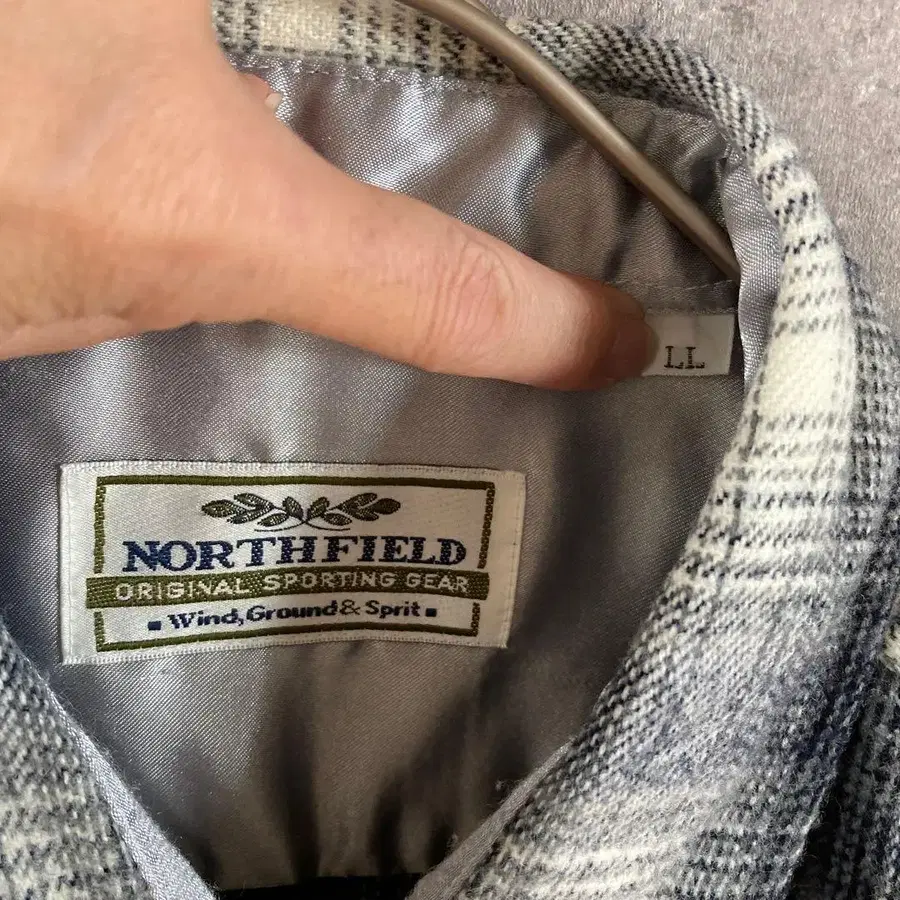 LL
NORTHFIELD
ORIGINAL SPORTING GEAR
▪ Wind, Ground & Sprit ▪